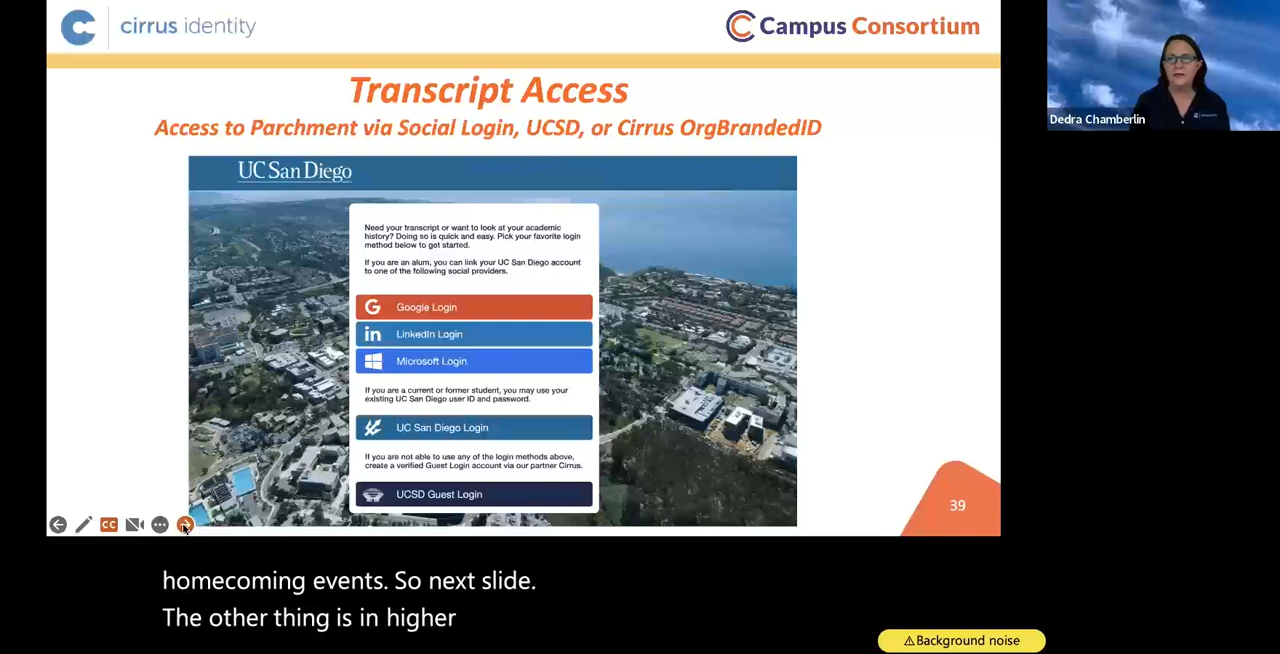 cirrus identity
Campus Consortium
Transcript Access
Access to Parchment via Social Login, UCSD, or Cirrus OrgBrandedID
Dedra Chamberlin
UC San Diego
Need your transcript or want to look at your academic
history? Doing so is quick and easy. Pick your favorite login
method below to get started.
If you are an alum, you can link your UC San Diego account
to one of the following social providers.
Google Login
LinkedIn Login
Microsoft Login
If you are a current or former student, you may use your
existing UC San Diego user ID and password.
UC San Diego Login
If you are not able to use any of the login methods above,
create a verified Guest Login account via our partner Cirrus.
UCSD Guest Login
39
CC
homecoming events. So next slide.
The other thing is in higher
Background noise